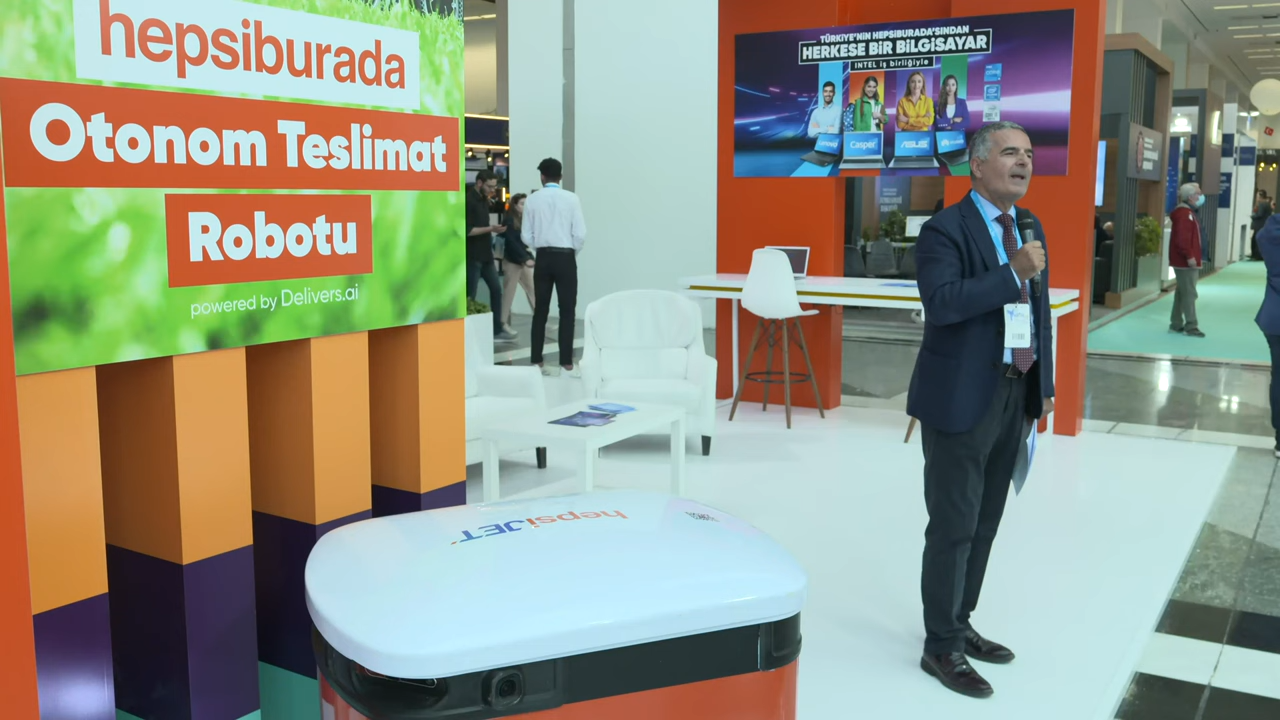 hepsiburada
Otonom Teslimat
Robotu
powered by Delivers.ai
TÜRKİYE'NİN HEPSİBURADA'SINDAN
HERKESE BİR BİLGİSAYAR
INTEL iş birliğiyle
Casper
ASUS
hepsiJET